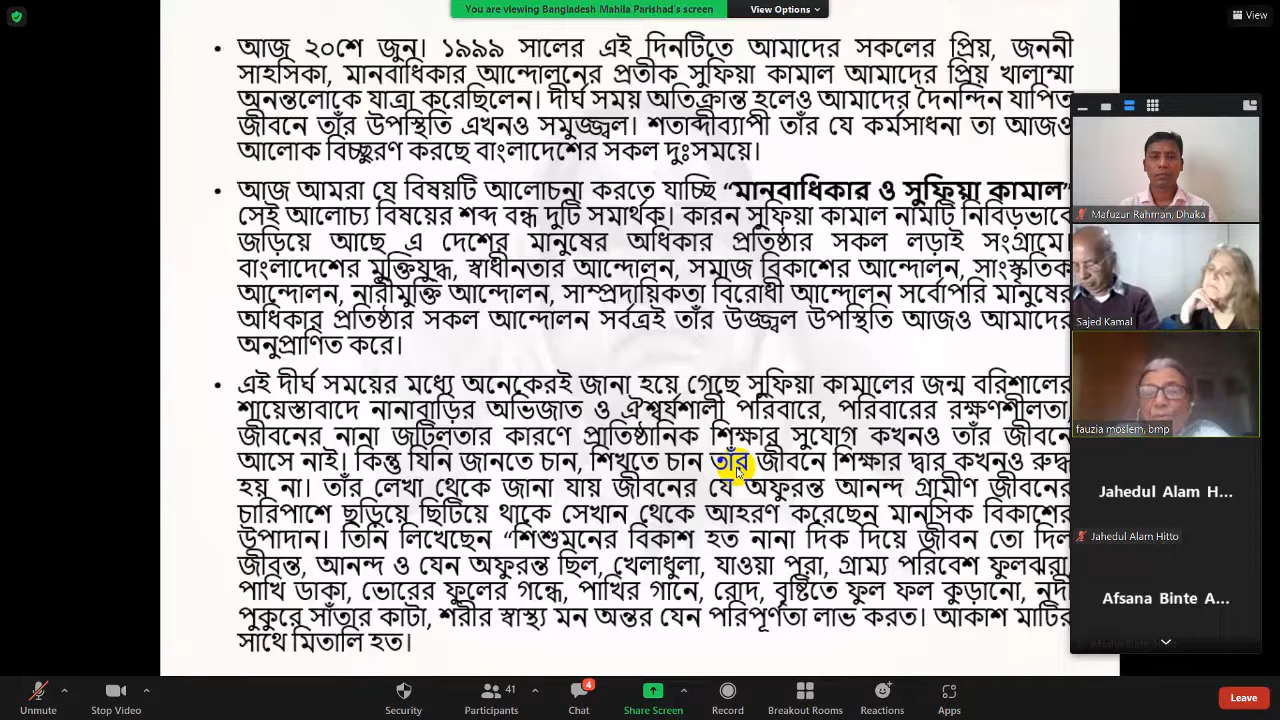 You are viewing Bangladesh Mahila Parishad's screen
View Options
View
• আজ ২০শে জুন। ১৯৯৯ সালের এই দিনটিতে আমাদের সকলের প্রিয়, জননী
সাহসিকা, মানবাধিকার আন্দোলনের প্রতীক সুফিয়া কামাল আমাদের প্রিয় খালাম্মা
অনন্তলোকে যাত্রা করেছিলেন। দীর্ঘ সময় অতিক্রান্ত হলেও আমাদের দৈনন্দিন যাপিত
জীবনে তাঁর উপস্থিতি এখনও সমুজ্জ্বল। শতাব্দীব্যাপী তাঁর যে কর্মসাধনা তা আজও
আলোক বিচ্ছুরণ করছে বাংলাদেশের সকল দুঃসময়ে।
• আজ আমরা যে বিষয়টি আলোচনা করতে যাচ্ছি “মানবাধিকার ও সুফিয়া কামাল”
সেই আলোচ্য বিষয়ের শব্দ বন্ধ দুটি সমার্থক। কারন সুফিয়া কামাল নামটি নিবিড়ভাবে
জড়িয়ে আছে এ দেশের মানুষের অধিকার প্রতিষ্ঠার সকল লড়াই সংগ্রামে।
বাংলাদেশের মুক্তিযুদ্ধ, স্বাধীনতার আন্দোলন, সমাজ বিকাশের আন্দোলন, সাংস্কৃতিক
আন্দোলন, নারীমুক্তি আন্দোলন, সাম্প্রদায়িকতা বিরোধী আন্দোলন সর্বোপরি মানুষের
অধিকার প্রতিষ্ঠার সকল আন্দোলন সর্বত্রই তাঁর উজ্জ্বল উপস্থিতি আজও আমাদের
অনুপ্রাণিত করে।
• এই দীর্ঘ সময়ের মধ্যে অনেকেরই জানা হয়ে গেছে সুফিয়া কামালের জন্ম বরিশালের
শায়েস্তাবাদে নানাবাড়ির অভিজাত ও ঐশ্বর্যশালী পরিবারে, পরিবারের রক্ষণশীলতা,
জীবনের নানা জটিলতার কারণে প্রাতিষ্ঠানিক শিক্ষার সুযোগ কখনও তাঁর জীবনে
আসে নাই। কিন্তু যিনি জানতে চান, শিখতে চান তাঁর জীবনে শিক্ষার দ্বার কখনও রুদ্ধ
হয় না। তাঁর লেখা থেকে জানা যায় জীবনের যে অফুরন্ত আনন্দ গ্রামীণ জীবনের
চারিপাশে ছড়িয়ে ছিটিয়ে থাকে সেখান থেকে আহরণ করেছেন মানসিক বিকাশের
উপাদান। তিনি লিখেছেন “শিশুমনের বিকাশ হত নানা দিক দিয়ে জীবন তো দিল
জীবন্ত, আনন্দ ও যেন অফুরন্ত ছিল, খেলাধুলা, যাওয়া পরা, গ্রাম্য পরিবেশ ফুলঝরা
পাখি ডাকা, ভোরের ফুলের গন্ধে, পাখির গানে, রোদ, বৃষ্টিতে ফুল ফল কুড়ানো, নদী
পুকুরে সাঁতার কাটা, শরীর স্বাস্থ্য মন অন্তর যেন পরিপূর্ণতা লাভ করত। আকাশ মাটির
সাথে মিতালি হত।
Mafuzur Rahman, Dhaka
Sajed Kamal
fauzia moslem, bmp
Jahedul Alam H...
Jahedul Alam Hitto
Afsana Binte A...
Unmute
Stop Video
Security
41
Participants
4
Chat
Share Screen
Record
Breakout Rooms
Reactions
Apps
Leave